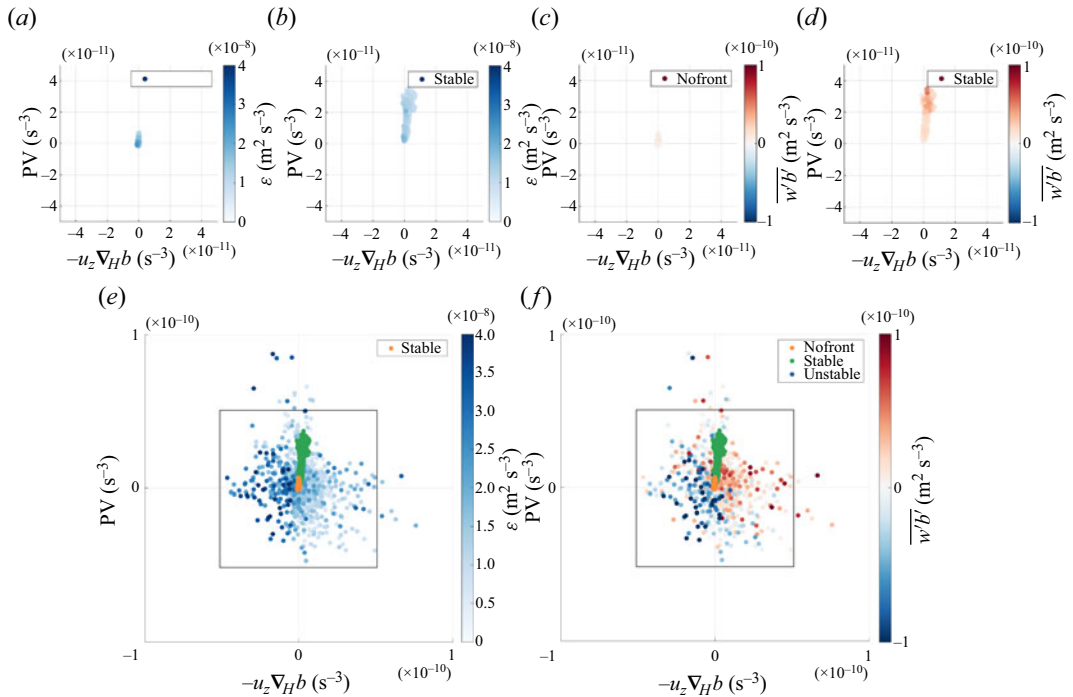 (a) (b) (c) (d)
(×10⁻¹¹) (×10⁻⁸) (×10⁻¹¹) (×10⁻⁸) (×10⁻¹¹) (×10⁻¹⁰) (×10⁻¹¹) (×10⁻¹⁰)
4 2 0 −2 −4
PV (s⁻³)
−4 −2 0 2 4
(×10⁻¹¹)
−u_z∇_H b (s⁻³)
4 3 2 1 0
ε (m² s⁻³)
Stable
4 2 0 −2 −4
PV (s⁻³)
−4 −2 0 2 4
(×10⁻¹¹)
−u_z∇_H b (s⁻³)
4 3 2 1 0
ε (m² s⁻³)
Nofront
4 2 0 −2 −4
PV (s⁻³)
−4 −2 0 2 4
(×10⁻¹¹)
−u_z∇_H b (s⁻³)
1 0 −1
w′b′ (m² s⁻³)
Stable
4 2 0 −2 −4
PV (s⁻³)
−4 −2 0 2 4
(×10⁻¹¹)
−u_z∇_H b (s⁻³)
1 0 −1
w′b′ (m² s⁻³)
(e) (f)
(×10⁻¹⁰) (×10⁻⁸) (×10⁻¹⁰) (×10⁻¹⁰)
Stable
1
0
−1
PV (s⁻³)
0 1
(×10⁻¹⁰)
−u_z∇_H b (s⁻³)
4.0
3.5
3.0
2.5
2.0
1.5
1.0
0.5
0
ε (m² s⁻³)
Nofront
Stable
Unstable
1
0
−1
PV (s⁻³)
0 1
(×10⁻¹⁰)
−u_z∇_H b (s⁻³)
1
0
−1
w′b′ (m² s⁻³)